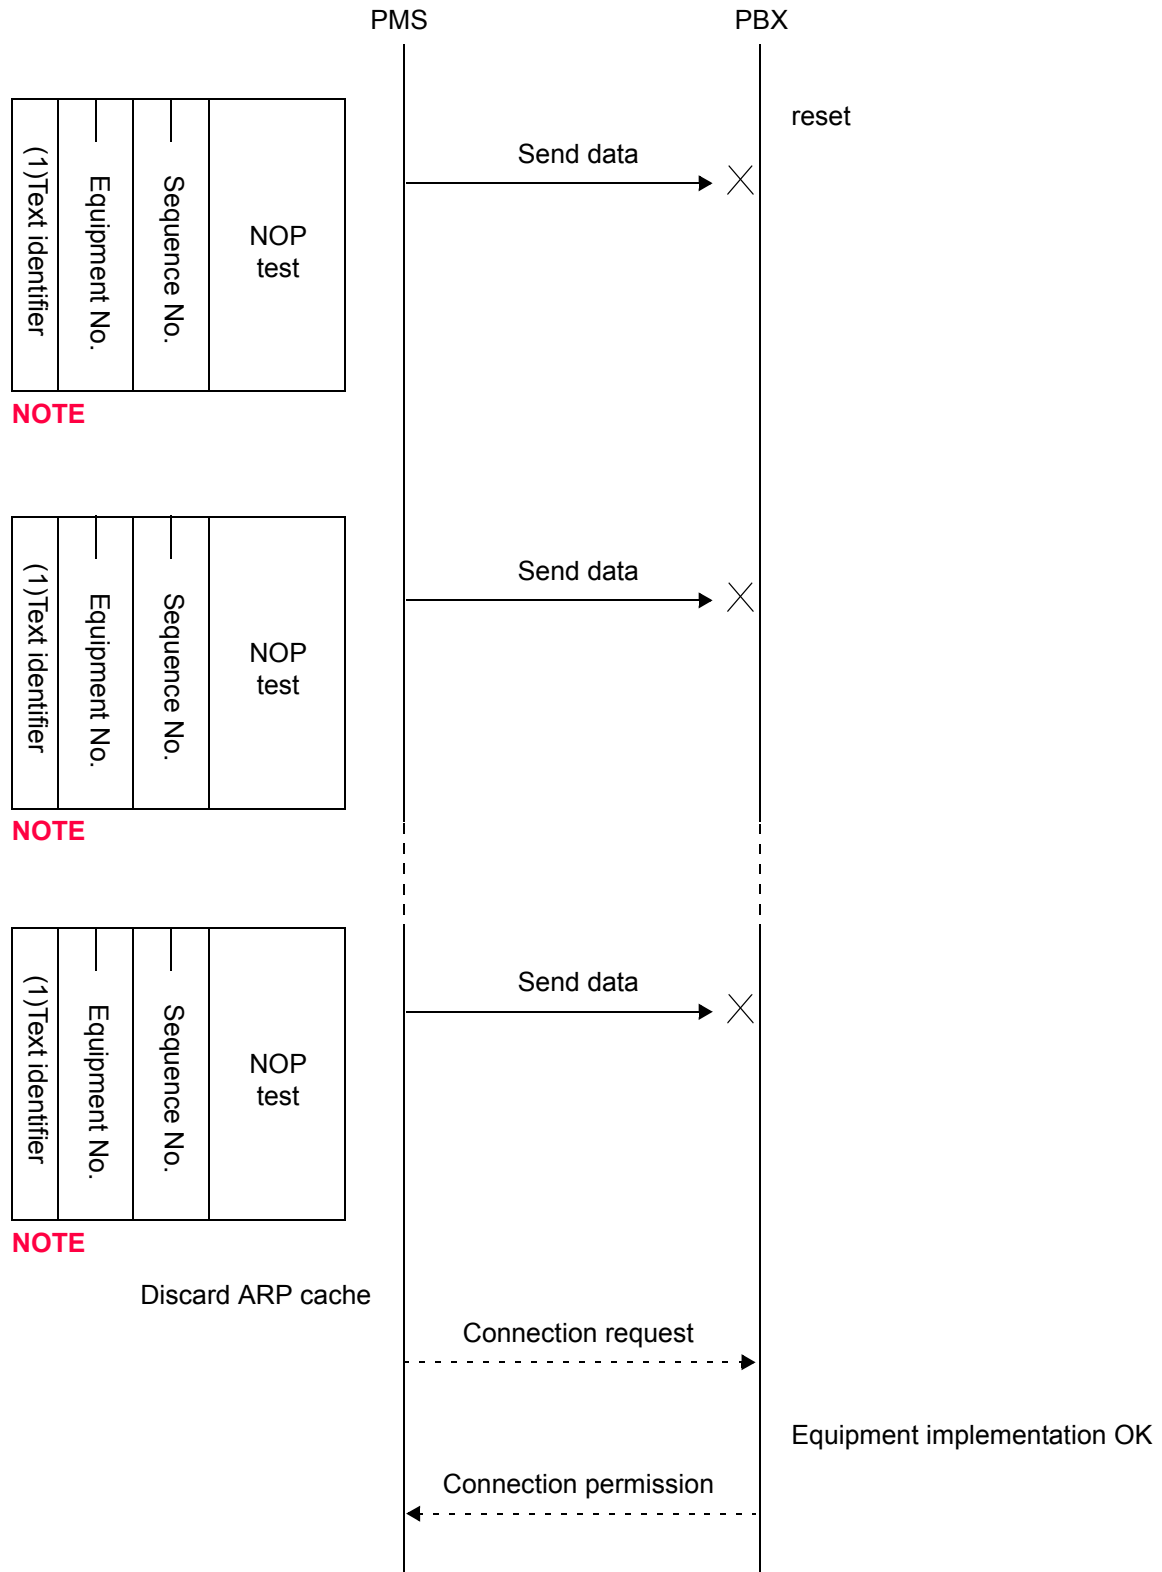 PMS
PBX
reset
Send data
(1)Text identifier
Equipment No.
Sequence No.
NOP
test
NOTE
Send data
(1)Text identifier
Equipment No.
Sequence No.
NOP
test
NOTE
Send data
(1)Text identifier
Equipment No.
Sequence No.
NOP
test
NOTE
Discard ARP cache
Connection request
Equipment implementation OK
Connection permission